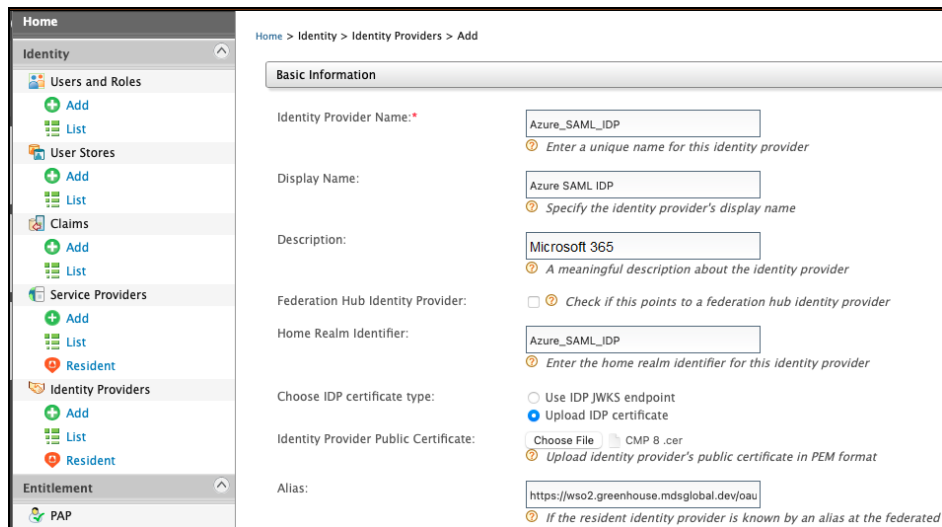 Home
Identity
Users and Roles
Add
List
User Stores
Add
List
Claims
Add
List
Service Providers
Add
List
Resident
Identity Providers
Add
List
Resident
Entitlement
PAP
Home > Identity > Identity Providers > Add
Basic Information
Identity Provider Name:*
Azure_SAML_IDP
Enter a unique name for this identity provider
Display Name:
Azure SAML IDP
Specify the identity provider's display name
Description:
Microsoft 365
A meaningful description about the identity provider
Federation Hub Identity Provider:
Check if this points to a federation hub identity provider
Home Realm Identifier:
Azure_SAML_IDP
Enter the home realm identifier for this identity provider
Choose IDP certificate type:
Use IDP JWKS endpoint
Upload IDP certificate
Identity Provider Public Certificate:
Choose File CMP 8 .cer
Upload identity provider's public certificate in PEM format
Alias:
https://wso2.greenhouse.mdsglobal.dev/oau
If the resident identity provider is known by an alias at the federated